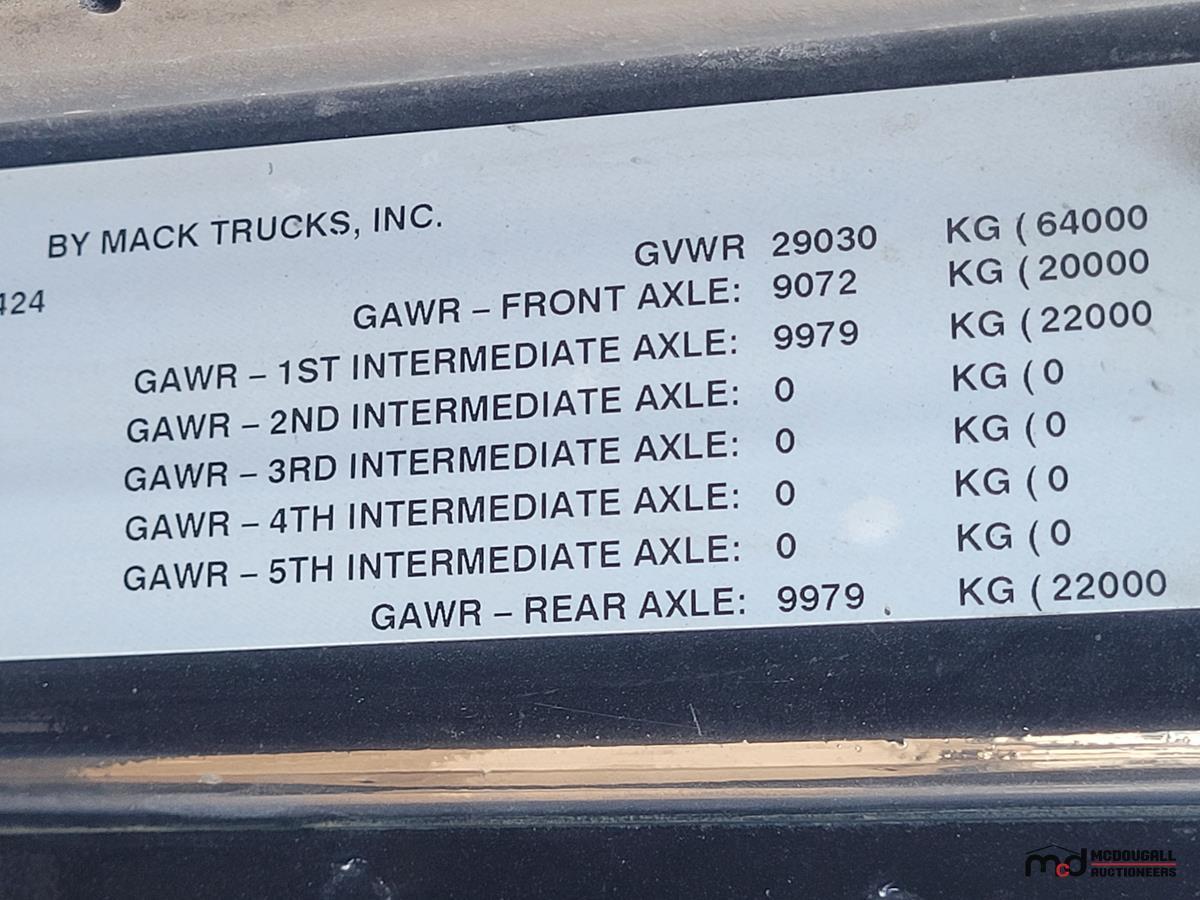 BY MACK TRUCKS, INC.
424
GVWR 29030 KG ( 64000
GAWR – FRONT AXLE: 9072 KG ( 20000
GAWR – 1ST INTERMEDIATE AXLE: 9979 KG ( 22000
GAWR – 2ND INTERMEDIATE AXLE: 0 KG ( 0
GAWR – 3RD INTERMEDIATE AXLE: 0 KG ( 0
GAWR – 4TH INTERMEDIATE AXLE: 0 KG ( 0
GAWR – 5TH INTERMEDIATE AXLE: 0 KG ( 0
GAWR – REAR AXLE: 9979 KG ( 22000
mcd MCDOUGALL
AUCTIONEERS